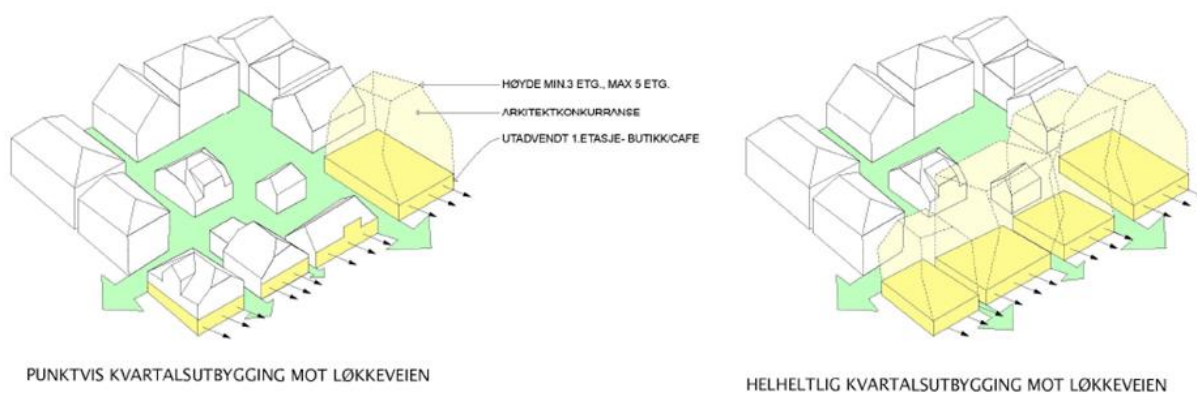 HØYDE MIN.3 ETG., MAX 5 ETG.
ARKITEKTKONKURRANSE
UTADVENDT 1.ETASJE- BUTIKK/CAFE
PUNKTVIS KVARTALSUTBYGGING MOT LØKKEVEIEN
HELHELTLIG KVARTALSUTBYGGING MOT LØKKEVEIEN